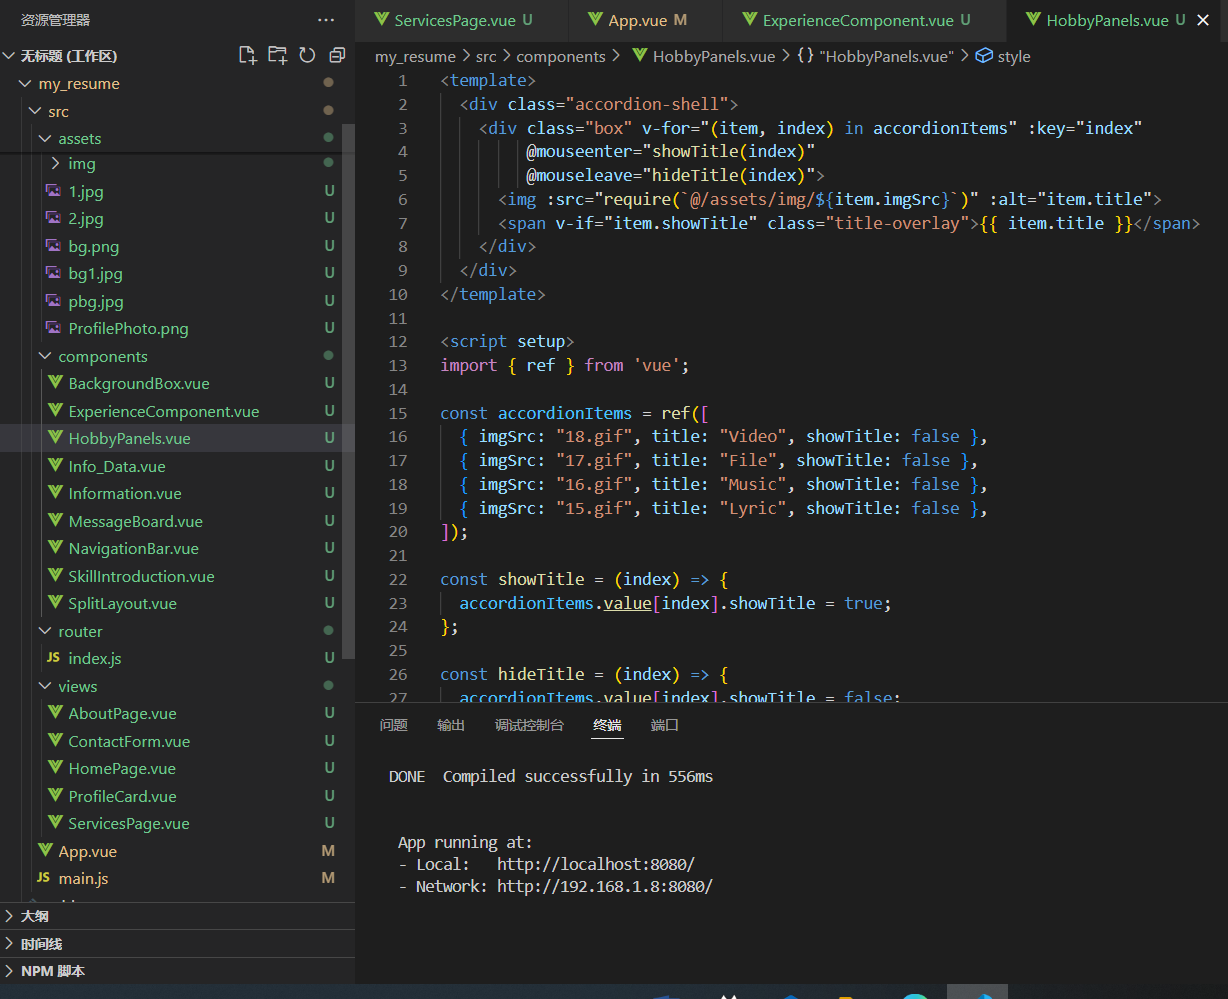 资源管理器
无标题 (工作区)
my_resume
src
assets
img
1.jpg U
2.jpg U
bg.png U
bg1.jpg U
pbg.jpg U
ProfilePhoto.png U
components
BackgroundBox.vue U
ExperienceComponent.vue U
HobbyPanels.vue U
Info_Data.vue U
Information.vue U
MessageBoard.vue U
NavigationBar.vue U
SkillIntroduction.vue U
SplitLayout.vue U
router
JS index.js U
views
AboutPage.vue U
ContactForm.vue U
HomePage.vue U
ProfileCard.vue U
ServicesPage.vue U
App.vue M
JS main.js M
大纲
时间线
NPM 脚本
ServicesPage.vue U App.vue M ExperienceComponent.vue U HobbyPanels.vue U
my_resume > src > components > HobbyPanels.vue > {} "HobbyPanels.vue" > style
1 <template>
2 <div class="accordion-shell">
3 <div class="box" v-for="(item, index) in accordionItems" :key="index"
4 @mouseenter="showTitle(index)"
5 @mouseleave="hideTitle(index)">
6 <img :src="require(`@/assets/img/${item.imgSrc}`)" :alt="item.title">
7 <span v-if="item.showTitle" class="title-overlay">{{ item.title }}</span>
8 </div>
9 </div>
10 </template>
11
12 <script setup>
13 import { ref } from 'vue';
14
15 const accordionItems = ref([
16 { imgSrc: "18.gif", title: "Video", showTitle: false },
17 { imgSrc: "17.gif", title: "File", showTitle: false },
18 { imgSrc: "16.gif", title: "Music", showTitle: false },
19 { imgSrc: "15.gif", title: "Lyric", showTitle: false },
20 ]);
21
22 const showTitle = (index) => {
23 accordionItems.value[index].showTitle = true;
24 };
25
26 const hideTitle = (index) => {
27 accordionItems.value[index].showTitle = false;
问题 输出 调试控制台 终端 端口
DONE Compiled successfully in 556ms
App running at:
- Local: http://localhost:8080/
- Network: http://192.168.1.8:8080/